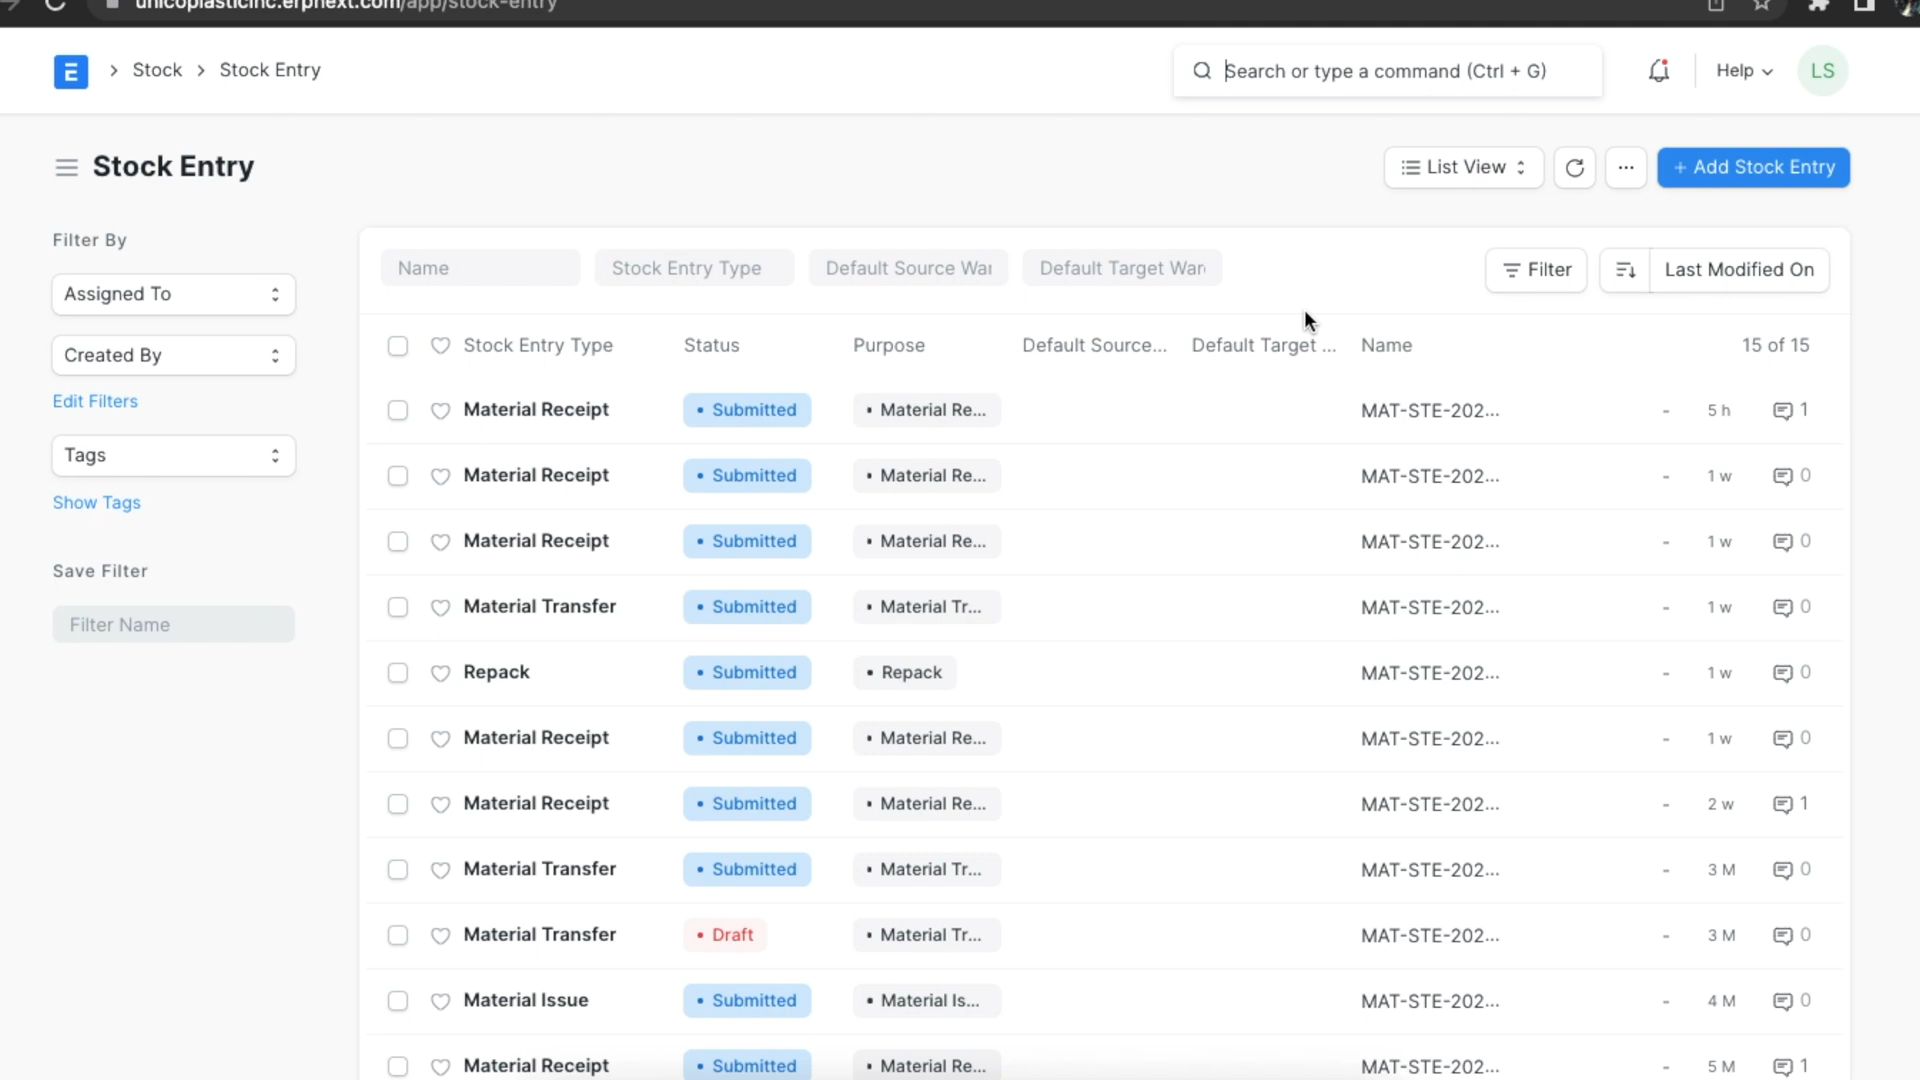 unicoplasticinc.erpnext.com/app/stock-entry
E > Stock > Stock Entry
Search or type a command (Ctrl + G)
Help
LS
Stock Entry
List View
...
+ Add Stock Entry
Filter By
Assigned To
Created By
Edit Filters
Tags
Show Tags
Save Filter
Filter Name
Name
Stock Entry Type
Default Source War
Default Target Ware
Filter
Last Modified On
Stock Entry Type Status Purpose Default Source... Default Target ... Name 15 of 15
Material Receipt • Submitted • Material Re... MAT-STE-202... - 5 h 1
Material Receipt • Submitted • Material Re... MAT-STE-202... - 1 w 0
Material Receipt • Submitted • Material Re... MAT-STE-202... - 1 w 0
Material Transfer • Submitted • Material Tr... MAT-STE-202... - 1 w 0
Repack • Submitted • Repack MAT-STE-202... - 1 w 0
Material Receipt • Submitted • Material Re... MAT-STE-202... - 1 w 0
Material Receipt • Submitted • Material Re... MAT-STE-202... - 2 w 1
Material Transfer • Submitted • Material Tr... MAT-STE-202... - 3 M 0
Material Transfer • Draft • Material Tr... MAT-STE-202... - 3 M 0
Material Issue • Submitted • Material Is... MAT-STE-202... - 4 M 0
Material Receipt • Submitted • Material Re... MAT-STE-202... - 5 M 1